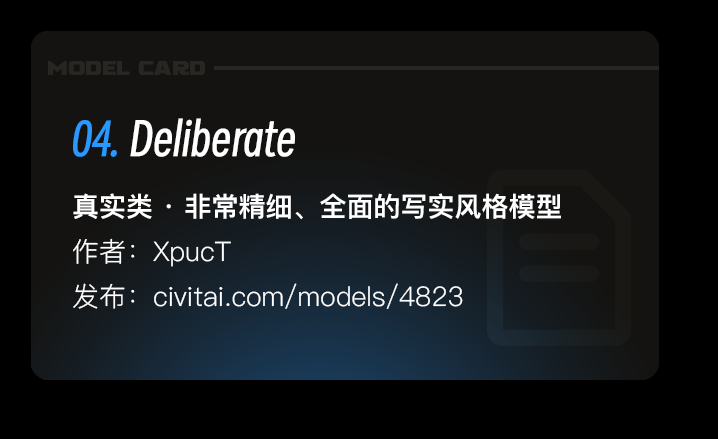 MODEL CARD
04. Deliberate
真实类 · 非常精细、全面的写实风格模型
作者：XpucT
发布：civitai.com/models/4823